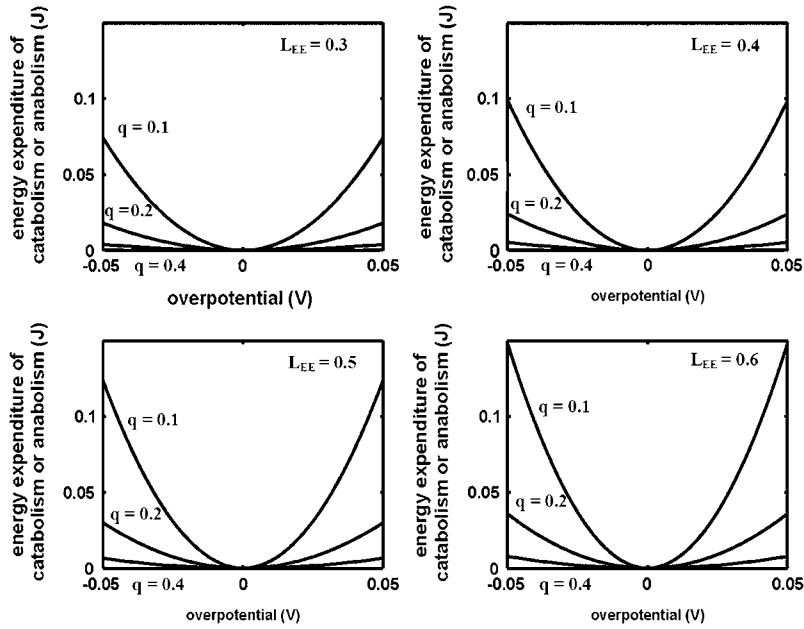 energy expenditure of
catabolism or anabolism (J)
L_EE = 0.3
0.1
q = 0.1
0.05
q = 0.2
0
-0.05
q = 0.4
0
0.05
overpotential (V)
energy expenditure of
catabolism or anabolism (J)
L_EE = 0.4
0.1
q = 0.1
0.05
q = 0.2
0
-0.05
q = 0.4
0
0.05
overpotential (V)
energy expenditure of
catabolism or anabolism (J)
L_EE = 0.5
0.1
q = 0.1
0.05
q = 0.2
0
-0.05
q = 0.4
0
0.05
overpotential (V)
energy expenditure of
catabolism or anabolism (J)
L_EE = 0.6
0.1
q = 0.1
0.05
q = 0.2
0
-0.05
q = 0.4
0
0.05
overpotential (V)